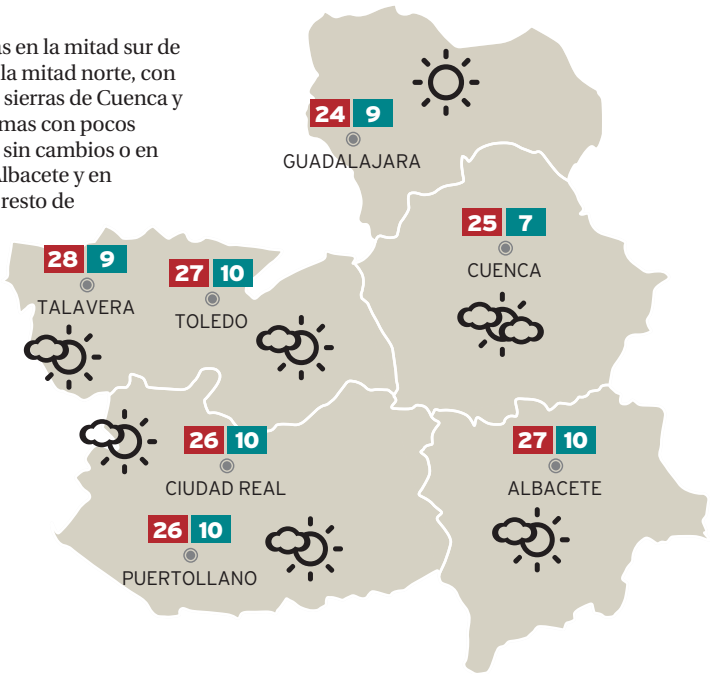 as en la mitad sur de
la mitad norte, con
sierras de Cuenca y
mas con pocos
sin cambios o en
Albacete y en
resto de
24 9
GUADALAJARA
25 7
CUENCA
28 9
TALAVERA
27 10
TOLEDO
26 10
CIUDAD REAL
27 10
ALBACETE
26 10
PUERTOLLANO